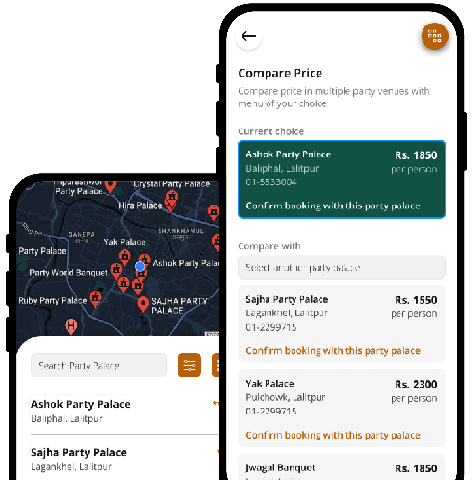 Compare Price
Compare price in multiple party venues with
menu of your choice
Current choice
Ashok Party Palace
Rs. 1850
Baliphal, Lalitpur
per person
01-5533004
Confirm booking with this party palace
Compare with
Select another party palace
Sajha Party Palace
Rs. 1550
Lagankhel, Lalitpur
per person
01-2299715
Confirm booking with this party palace
Yak Palace
Rs. 2300
Pulchowk, Lalitpur
per person
01-2299715
Confirm booking with this party palace
Jwagal Banquet
Rs. 1850
Party Palace
Crystal Party Palace
Hira Palace
SHANKHAMUL
Yak Palace
Party Palace
Ashok Party Pala
Party World Banquet
Ruby Party Palace
SAJHA PARTY
PALACE
Search Party Palace
Ashok Party Palace
Baliphal, Lalitpur
Sajha Party Palace
Lagankhel, Lalitpur